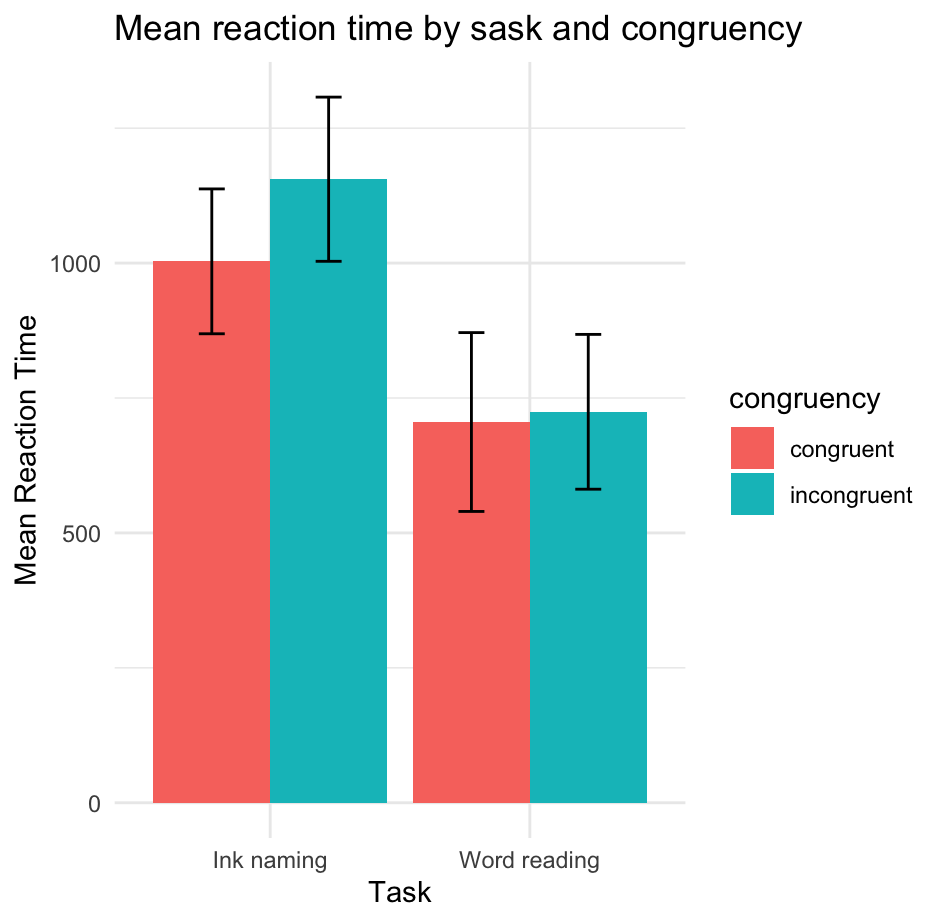 Mean reaction time by sask and congruency
Mean Reaction Time
1000
500
0
Ink naming
Word reading
Task
congruency
congruent
incongruent